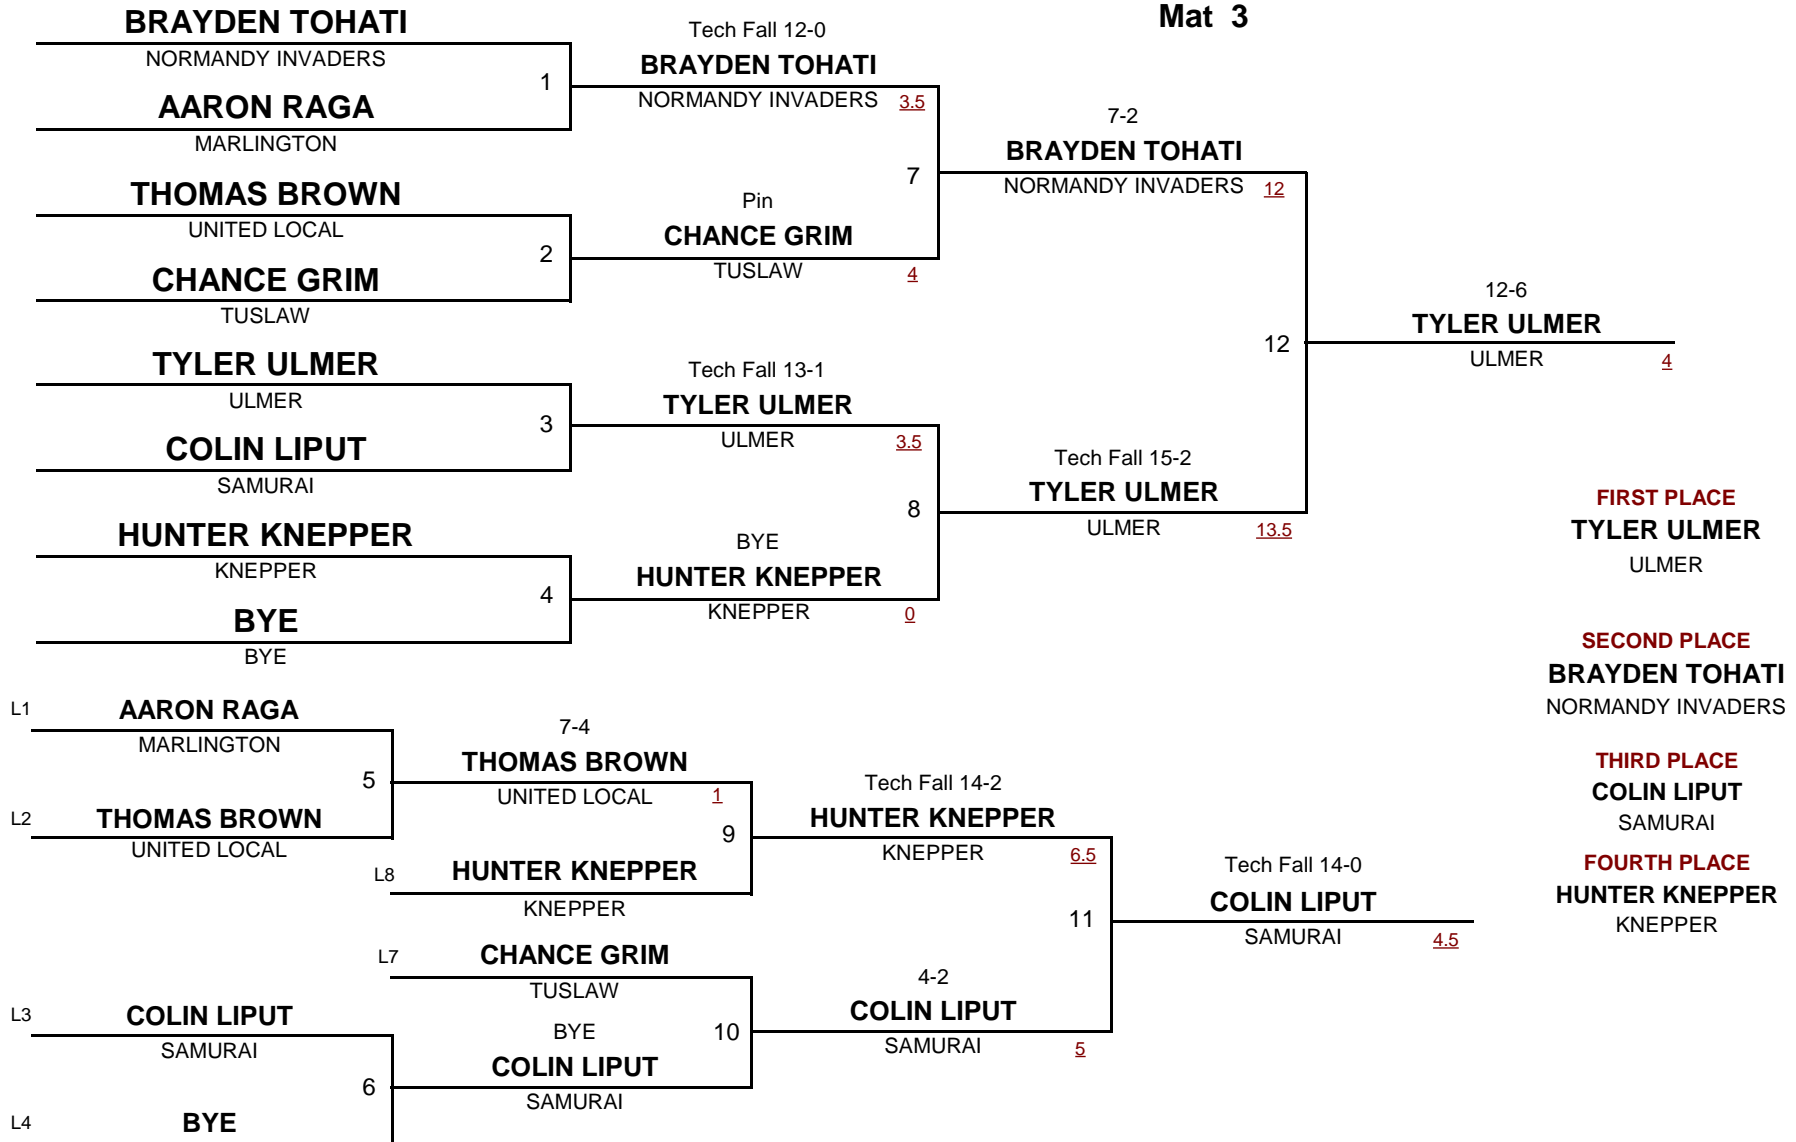 Mat 3
BRAYDEN TOHATI
NORMANDY INVADERS
1
AARON RAGA
MARLINGTON
THOMAS BROWN
UNITED LOCAL
2
CHANCE GRIM
TUSLAW
TYLER ULMER
ULMER
3
COLIN LIPUT
SAMURAI
HUNTER KNEPPER
KNEPPER
4
BYE
BYE
Tech Fall 12-0
BRAYDEN TOHATI
NORMANDY INVADERS 3.5
7
Pin
CHANCE GRIM
TUSLAW 4
Tech Fall 13-1
TYLER ULMER
ULMER 3.5
8
BYE
HUNTER KNEPPER
KNEPPER 0
7-2
BRAYDEN TOHATI
NORMANDY INVADERS 12
12
Tech Fall 15-2
TYLER ULMER
ULMER 13.5
12-6
TYLER ULMER
ULMER 4
FIRST PLACE
TYLER ULMER
ULMER
SECOND PLACE
BRAYDEN TOHATI
NORMANDY INVADERS
THIRD PLACE
COLIN LIPUT
SAMURAI
FOURTH PLACE
HUNTER KNEPPER
KNEPPER
L1 AARON RAGA
MARLINGTON
5
L2 THOMAS BROWN
UNITED LOCAL
7-4
THOMAS BROWN
UNITED LOCAL 1
9
L8 HUNTER KNEPPER
KNEPPER
L7 CHANCE GRIM
TUSLAW
10
BYE
COLIN LIPUT
SAMURAI
L3 COLIN LIPUT
SAMURAI
6
L4 BYE
Tech Fall 14-2
HUNTER KNEPPER
KNEPPER 6.5
11
4-2
COLIN LIPUT
SAMURAI 5
Tech Fall 14-0
COLIN LIPUT
SAMURAI 4.5